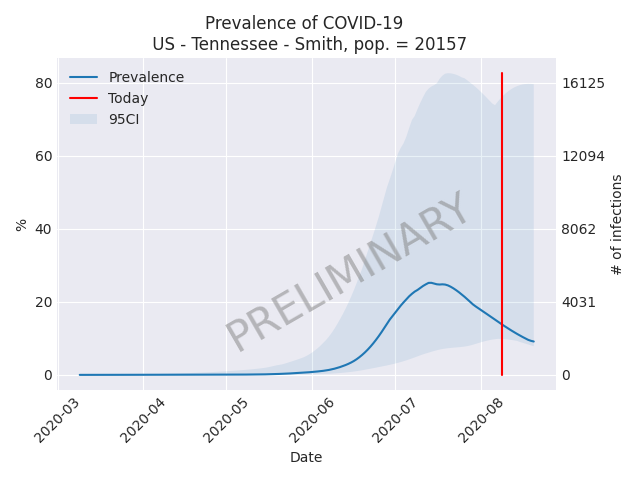 Prevalence of COVID-19
US - Tennessee - Smith, pop. = 20157
Prevalence
Today
95CI
80
60
40
20
0
%
16125
12094
8062
4031
0
# of infections
PRELIMINARY
2020-03
2020-04
2020-05
2020-06
2020-07
2020-08
Date